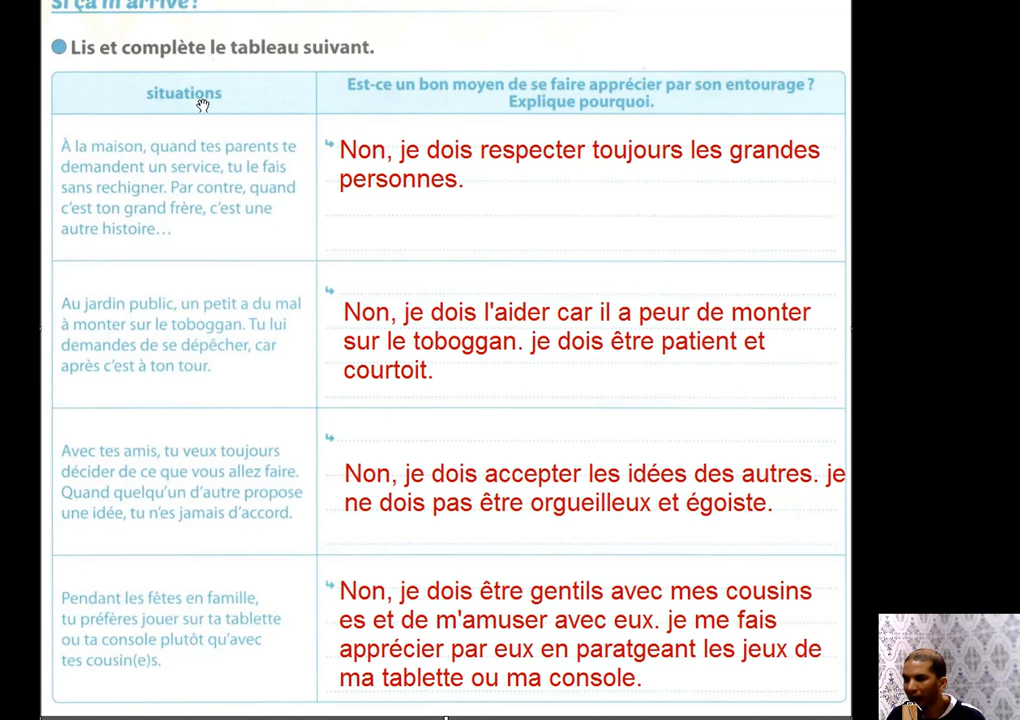 Si ça m'arrive!
Lis et complète le tableau suivant.
situations
Est-ce un bon moyen de se faire apprécier par son entourage ?
Explique pourquoi.
À la maison, quand tes parents te
demandent un service, tu le fais
sans rechigner. Par contre, quand
c'est ton grand frère, c'est une
autre histoire…
Non, je dois respecter toujours les grandes
personnes.
Au jardin public, un petit a du mal
à monter sur le toboggan. Tu lui
demandes de se dépêcher, car
après c'est à ton tour.
Non, je dois l'aider car il a peur de monter
sur le toboggan. je dois être patient et
courtoit.
Avec tes amis, tu veux toujours
décider de ce que vous allez faire.
Quand quelqu'un d'autre propose
une idée, tu n'es jamais d'accord.
Non, je dois accepter les idées des autres. je
ne dois pas être orgueilleux et égoiste.
Pendant les fêtes en famille,
tu préfères jouer sur ta tablette
ou ta console plutôt qu'avec
tes cousin(e)s.
Non, je dois être gentils avec mes cousins
es et de m'amuser avec eux. je me fais
apprécier par eux en paratgeant les jeux de
ma tablette ou ma console.